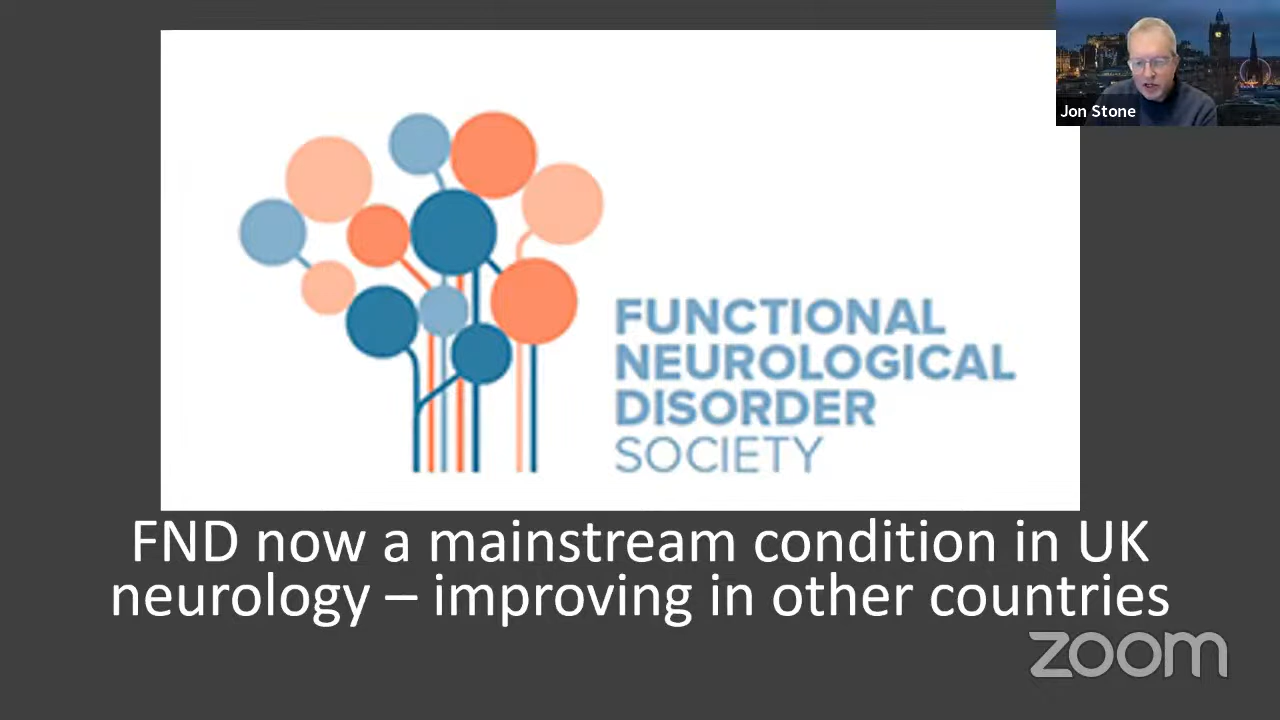 Jon Stone
FUNCTIONAL
NEUROLOGICAL
DISORDER
SOCIETY
FND now a mainstream condition in UK
neurology – improving in other countries
zoom